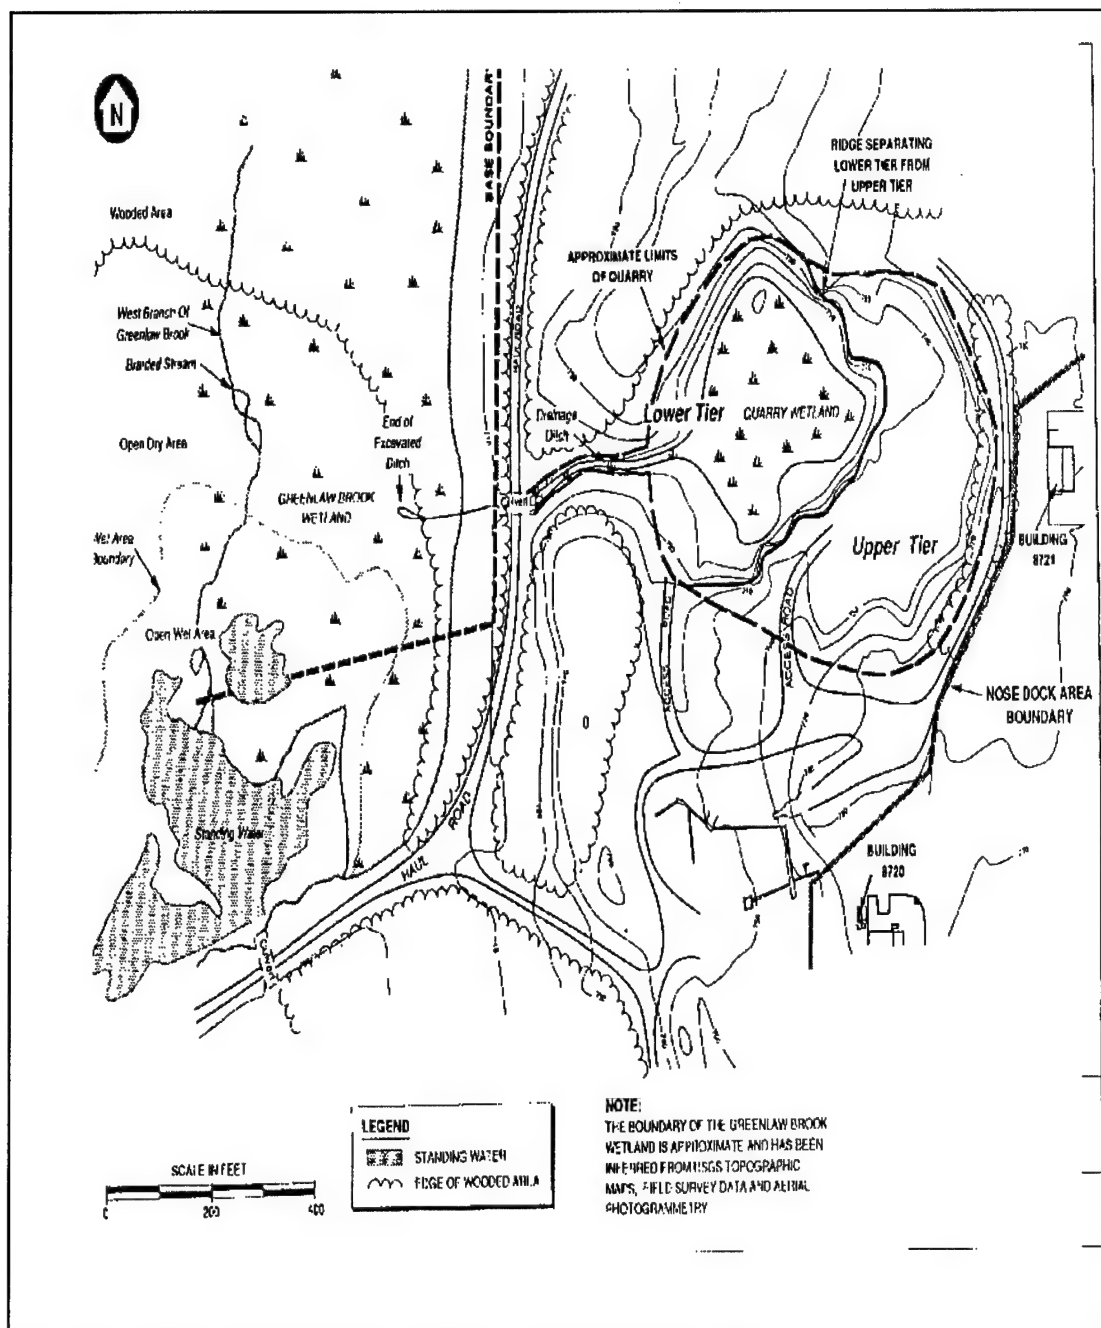 N
BASE BOUNDARY
RIDGE SEPARATING
LOWER TIER FROM
UPPER TIER
Wooded Area
APPROXIMATE LIMITS
OF QUARRY
West Branch Of
Greenlaw Brook
HAUL ROAD
Braided Stream
Lower Tier
QUARRY WETLAND
Drainage
Ditch
End of
Excavated
Ditch
Open Dry Area
GREENLAW BROOK
WETLAND
Culvert
Upper Tier
BUILDING
8721
Wet Area
Boundary
Open Wet Area
ACCESS ROAD
ACCESS ROAD
NOSE DOCK AREA
BOUNDARY
Standing Water
HAUL ROAD
BUILDING
8720
Culvert
LEGEND
STANDING WATER
EDGE OF WOODED AREA
NOTE:
THE BOUNDARY OF THE GREENLAW BROOK
WETLAND IS APPROXIMATE AND HAS BEEN
INFERRED FROM USGS TOPOGRAPHIC
MAPS, FIELD SURVEY DATA AND AERIAL
PHOTOGRAMMETRY
SCALE IN FEET
0 200 400